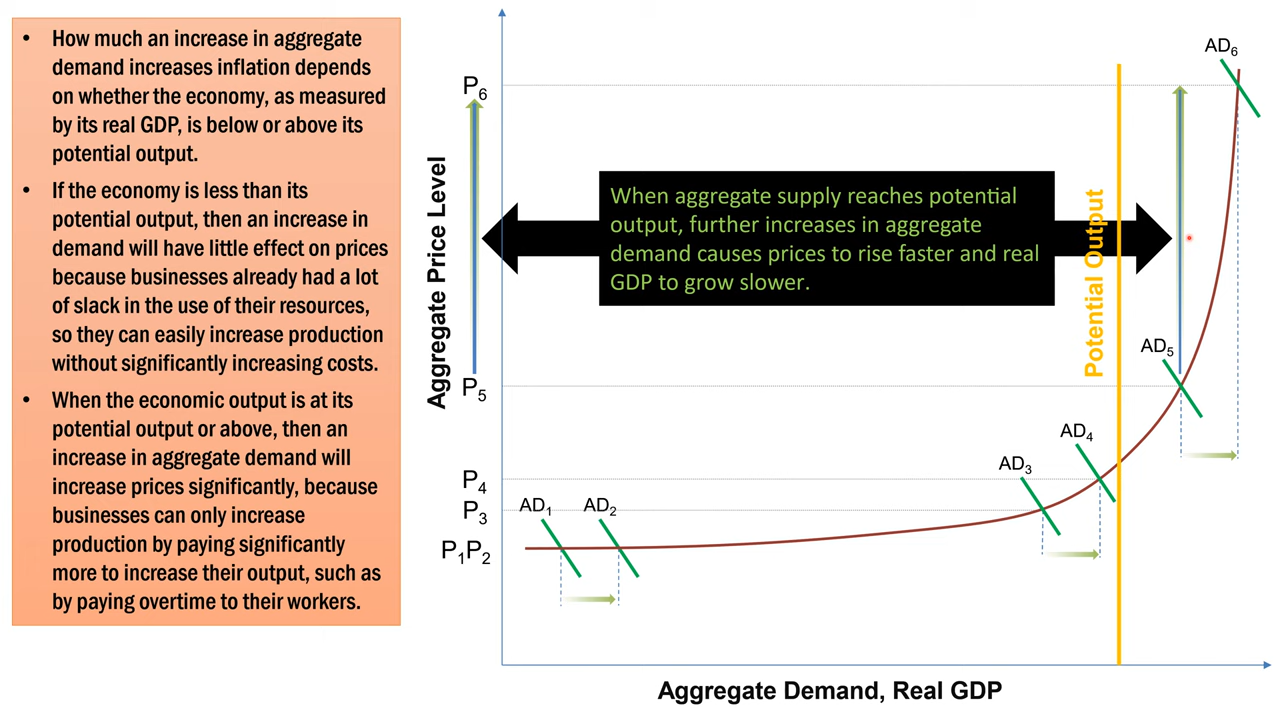 • How much an increase in aggregate
demand increases inflation depends
on whether the economy, as measured
by its real GDP, is below or above its
potential output.
• If the economy is less than its
potential output, then an increase in
demand will have little effect on prices
because businesses already had a lot
of slack in the use of their resources,
so they can easily increase production
without significantly increasing costs.
• When the economic output is at its
potential output or above, then an
increase in aggregate demand will
increase prices significantly, because
businesses can only increase
production by paying significantly
more to increase their output, such as
by paying overtime to their workers.
Aggregate Price Level
P₆
P₅
P₄
P₃
P₁P₂
When aggregate supply reaches potential
output, further increases in aggregate
demand causes prices to rise faster and real
GDP to grow slower.
Potential Output
AD₁
AD₂
AD₃
AD₄
AD₅
AD₆
Aggregate Demand, Real GDP